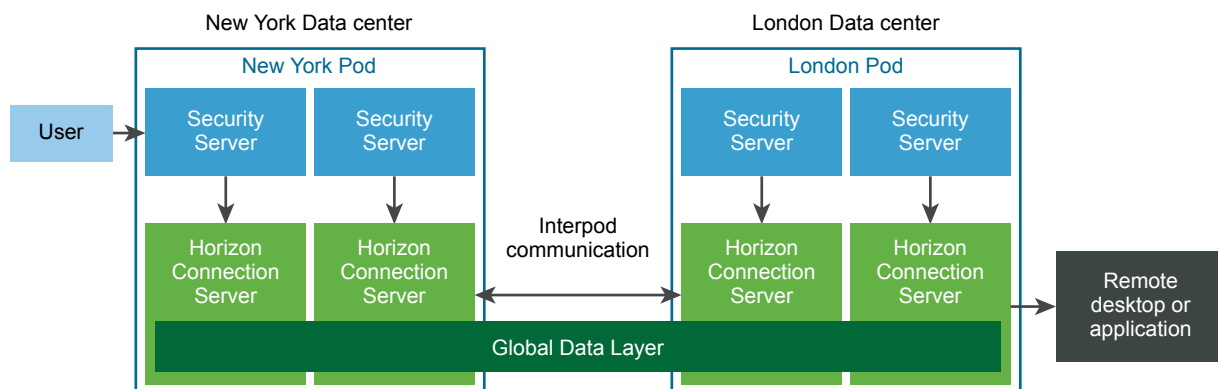 New York Data center
London Data center
New York Pod
London Pod
User
Security
Server
Security
Server
Security
Server
Security
Server
Interpod
communication
Horizon
Connection
Server
Horizon
Connection
Server
Horizon
Connection
Server
Horizon
Connection
Server
Remote
desktop or
application
Global Data Layer